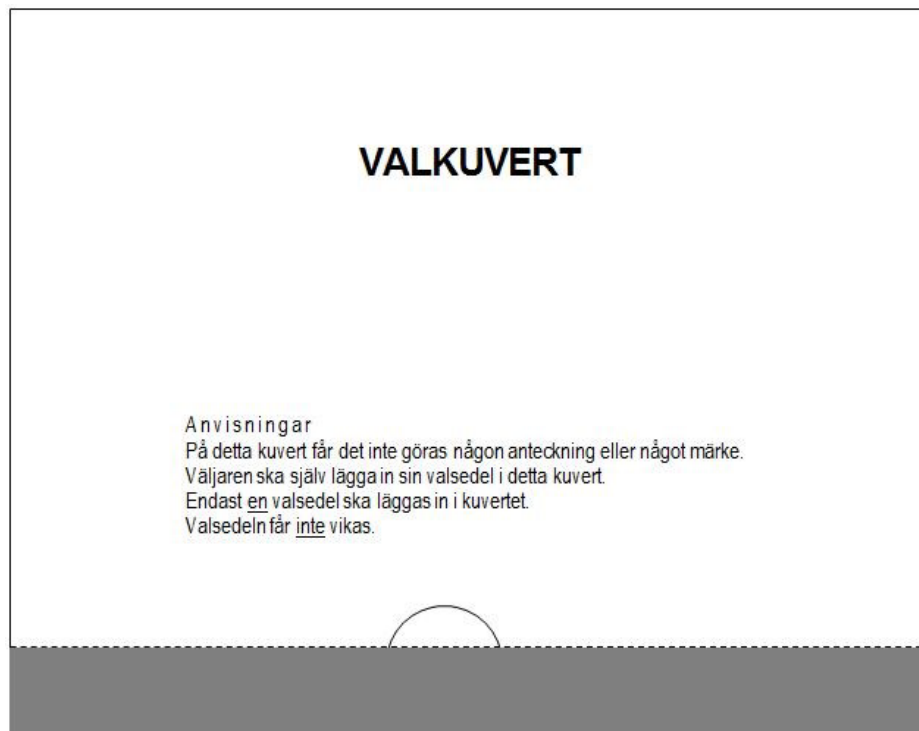 VALKUVERT
Anvisningar
På detta kuvert får det inte göras någon anteckning eller något märke.
Väljaren ska själv lägga in sin valsedel i detta kuvert.
Endast en valsedel ska läggas in i kuvertet.
Valsedeln får inte vikas.